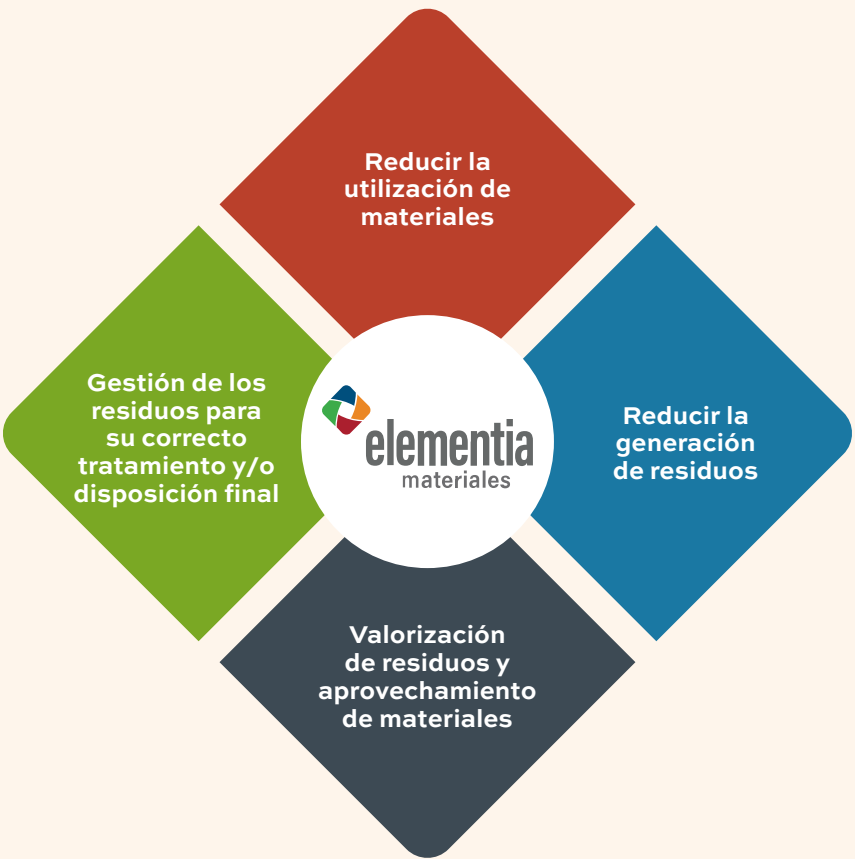 Reducir la
utilización de
materiales
Gestión de los
residuos para
su correcto
tratamiento y/o
disposición final
elementia
materiales
Reducir la
generación
de residuos
Valorización
de residuos y
aprovechamiento
de materiales